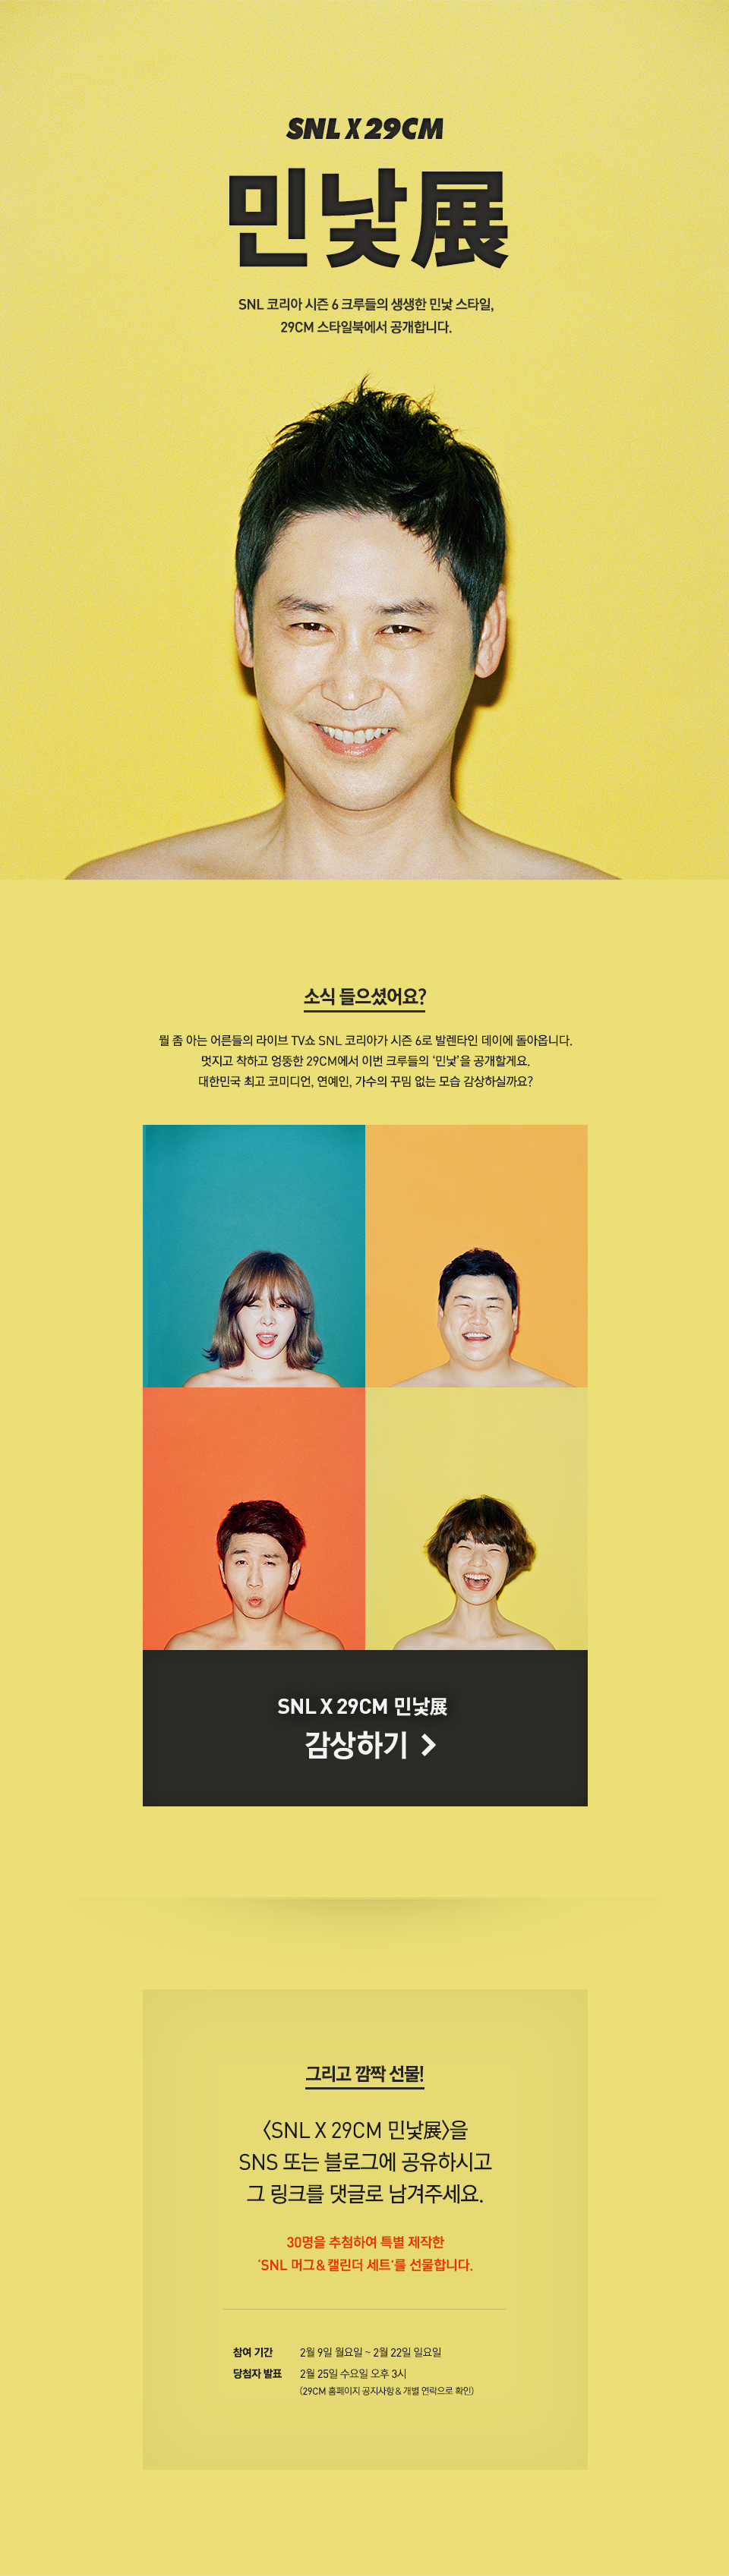 SNL X 29CM
민낯展
SNL 코리아 시즌 6 크루들의 생생한 민낯 스타일,
29CM 스타일북에서 공개합니다.
소식 들으셨어요?
뭘 좀 아는 어른들의 라이브 TV쇼 SNL 코리아가 시즌 6로 발렌타인 데이에 돌아옵니다.
멋지고 착하고 엉뚱한 29CM에서 이번 크루들의 '민낯'을 공개할게요.
대한민국 최고 코미디언, 연예인, 가수의 꾸밈 없는 모습 감상하실까요?
SNL X 29CM 민낯展
감상하기 >
그리고 깜짝 선물!
〈SNL X 29CM 민낯展〉을
SNS 또는 블로그에 공유하시고
그 링크를 댓글로 남겨주세요.
30명을 추첨하여 특별 제작한
'SNL 머그 & 캘린더 세트'를 선물합니다.
참여 기간 2월 9일 월요일 ~ 2월 22일 일요일
당첨자 발표 2월 25일 수요일 오후 3시
(29CM 홈페이지 공지사항 & 개별 연락으로 확인)